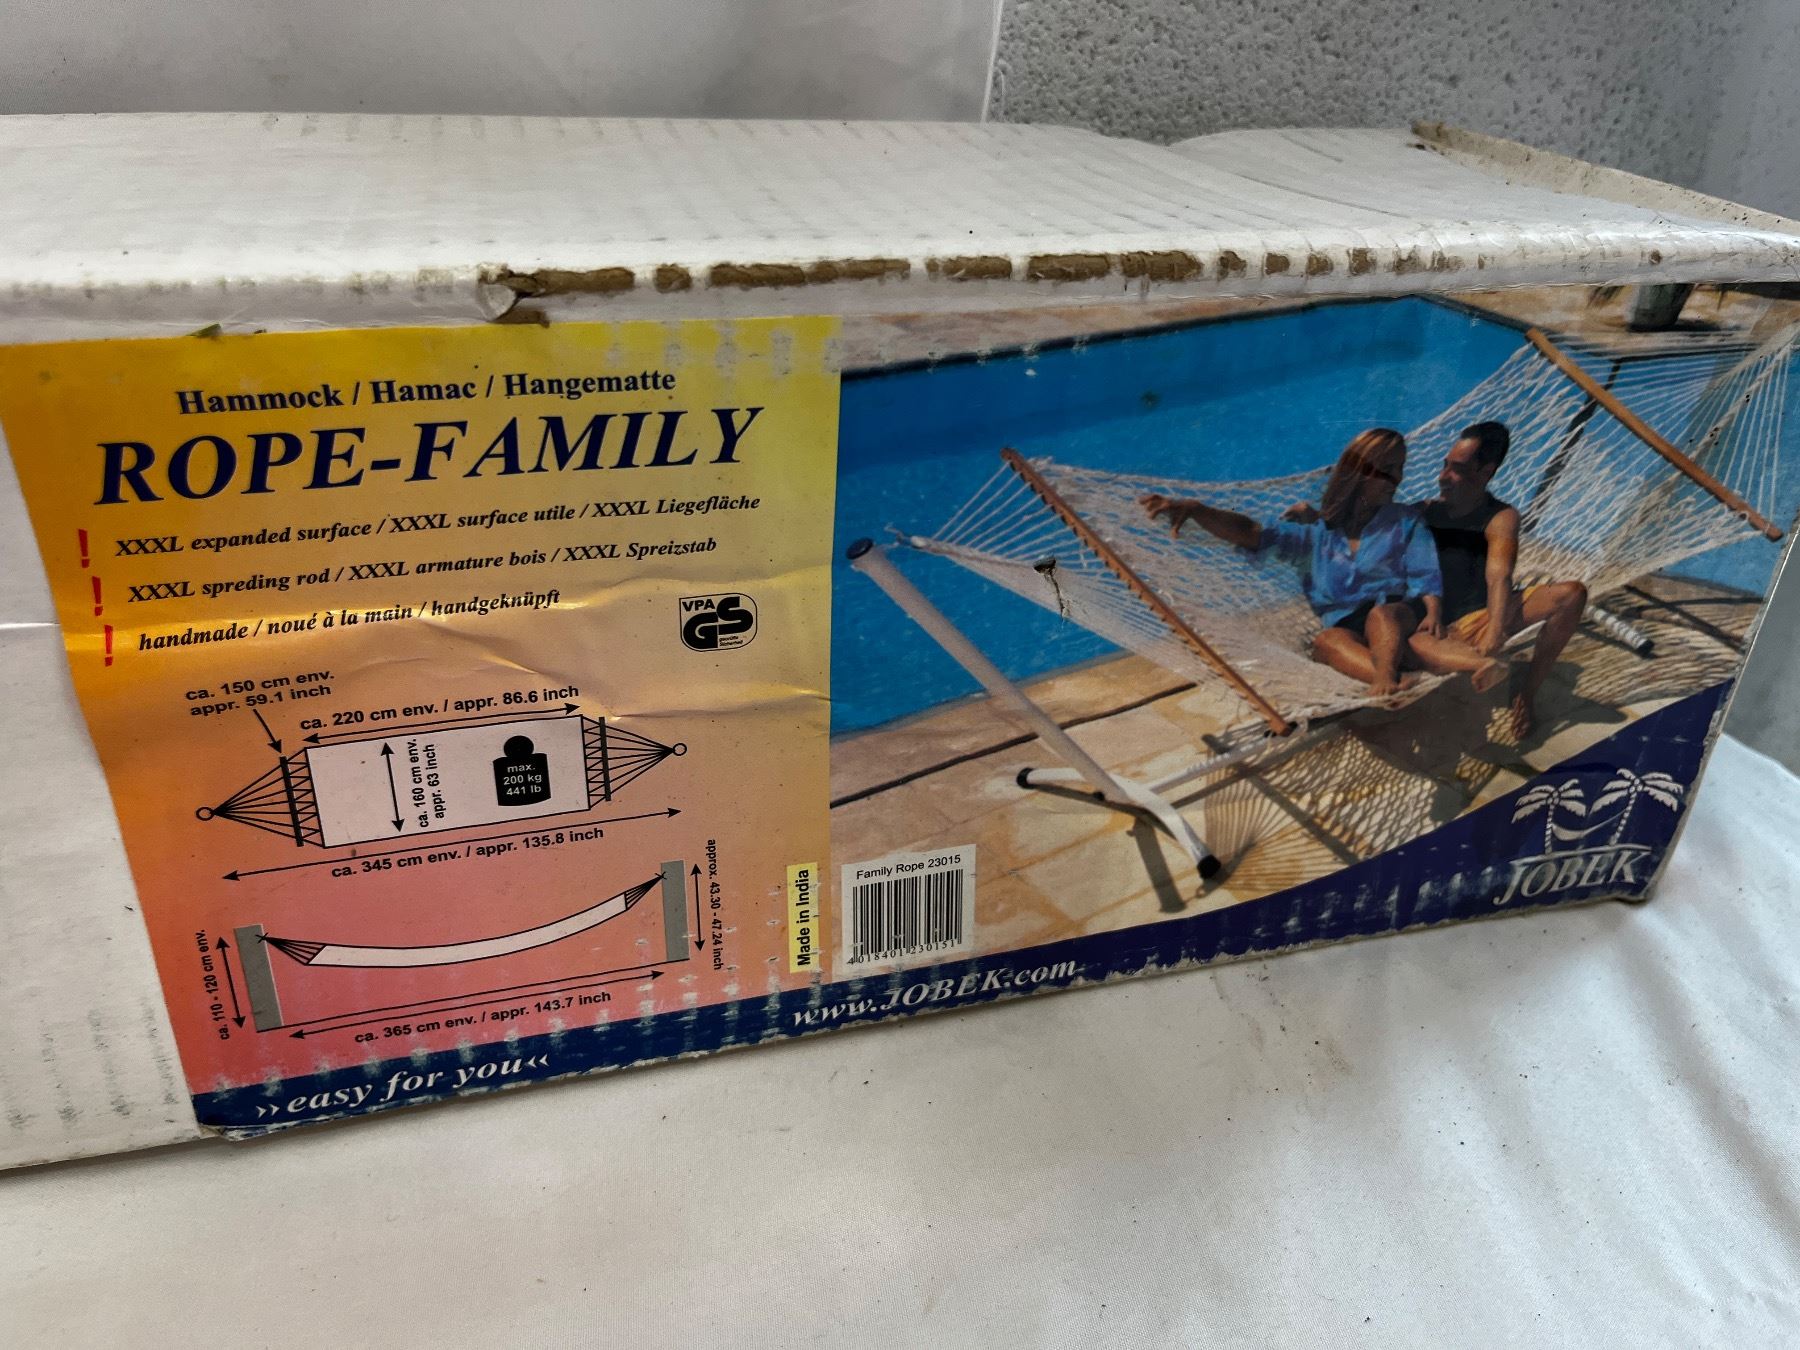 Hammock / Hamac / Hangematte
ROPE-FAMILY
! XXXL expanded surface / XXXL surface utile / XXXL Liegefläche
! XXXL spreding rod / XXXL armature bois / XXXL Spreizstab
! handmade / noué à la main / handgeknüpft
VPA
GS
geprüfte
Sicherheit
ca. 150 cm env.
appr. 59.1 inch
ca. 220 cm env. / appr. 86.6 inch
ca. 160 cm env.
appr. 63 inch
max.
200 kg
441 lb
ca. 345 cm env. / appr. 135.8 inch
ca. 110 - 120 cm env.
approx. 43.30 - 47.24 inch
ca. 365 cm env. / appr. 143.7 inch
Made in India
Family Rope 23015
4018401230151
JOBEK
»easy for you«
www.JOBEK.com